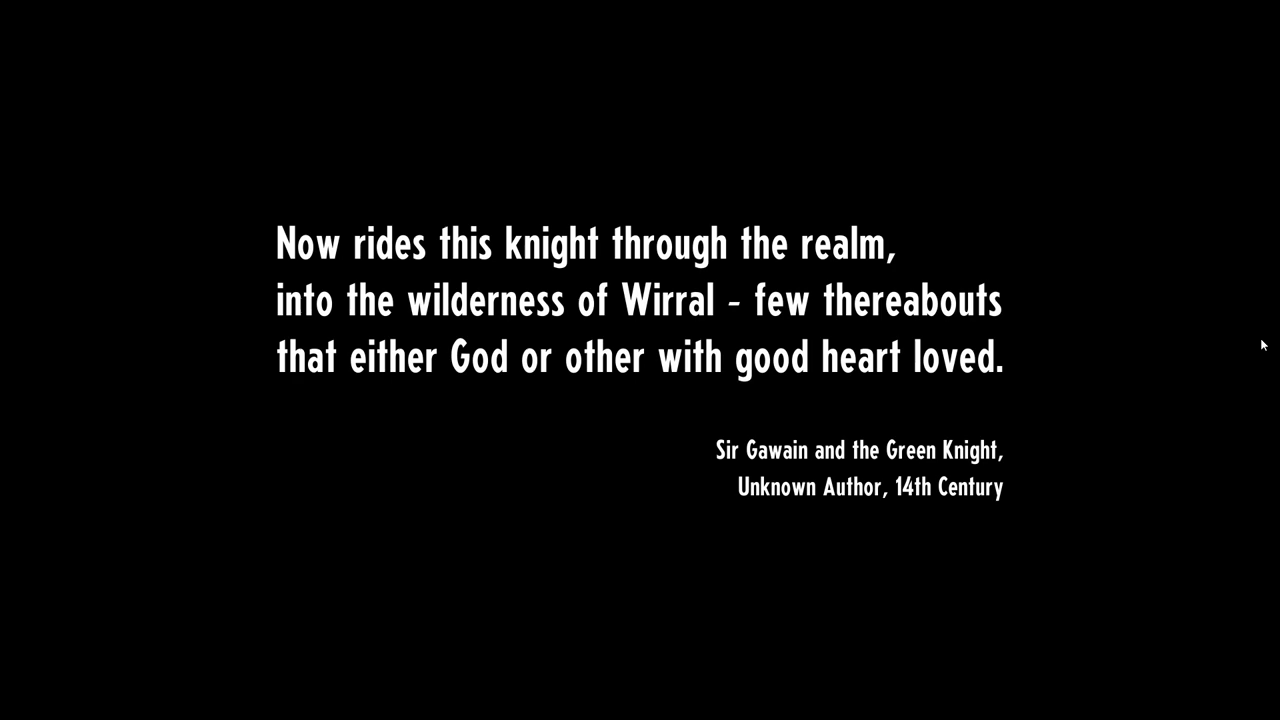 Now rides this knight through the realm,
into the wilderness of Wirral - few thereabouts
that either God or other with good heart loved.
Sir Gawain and the Green Knight,
Unknown Author, 14th Century